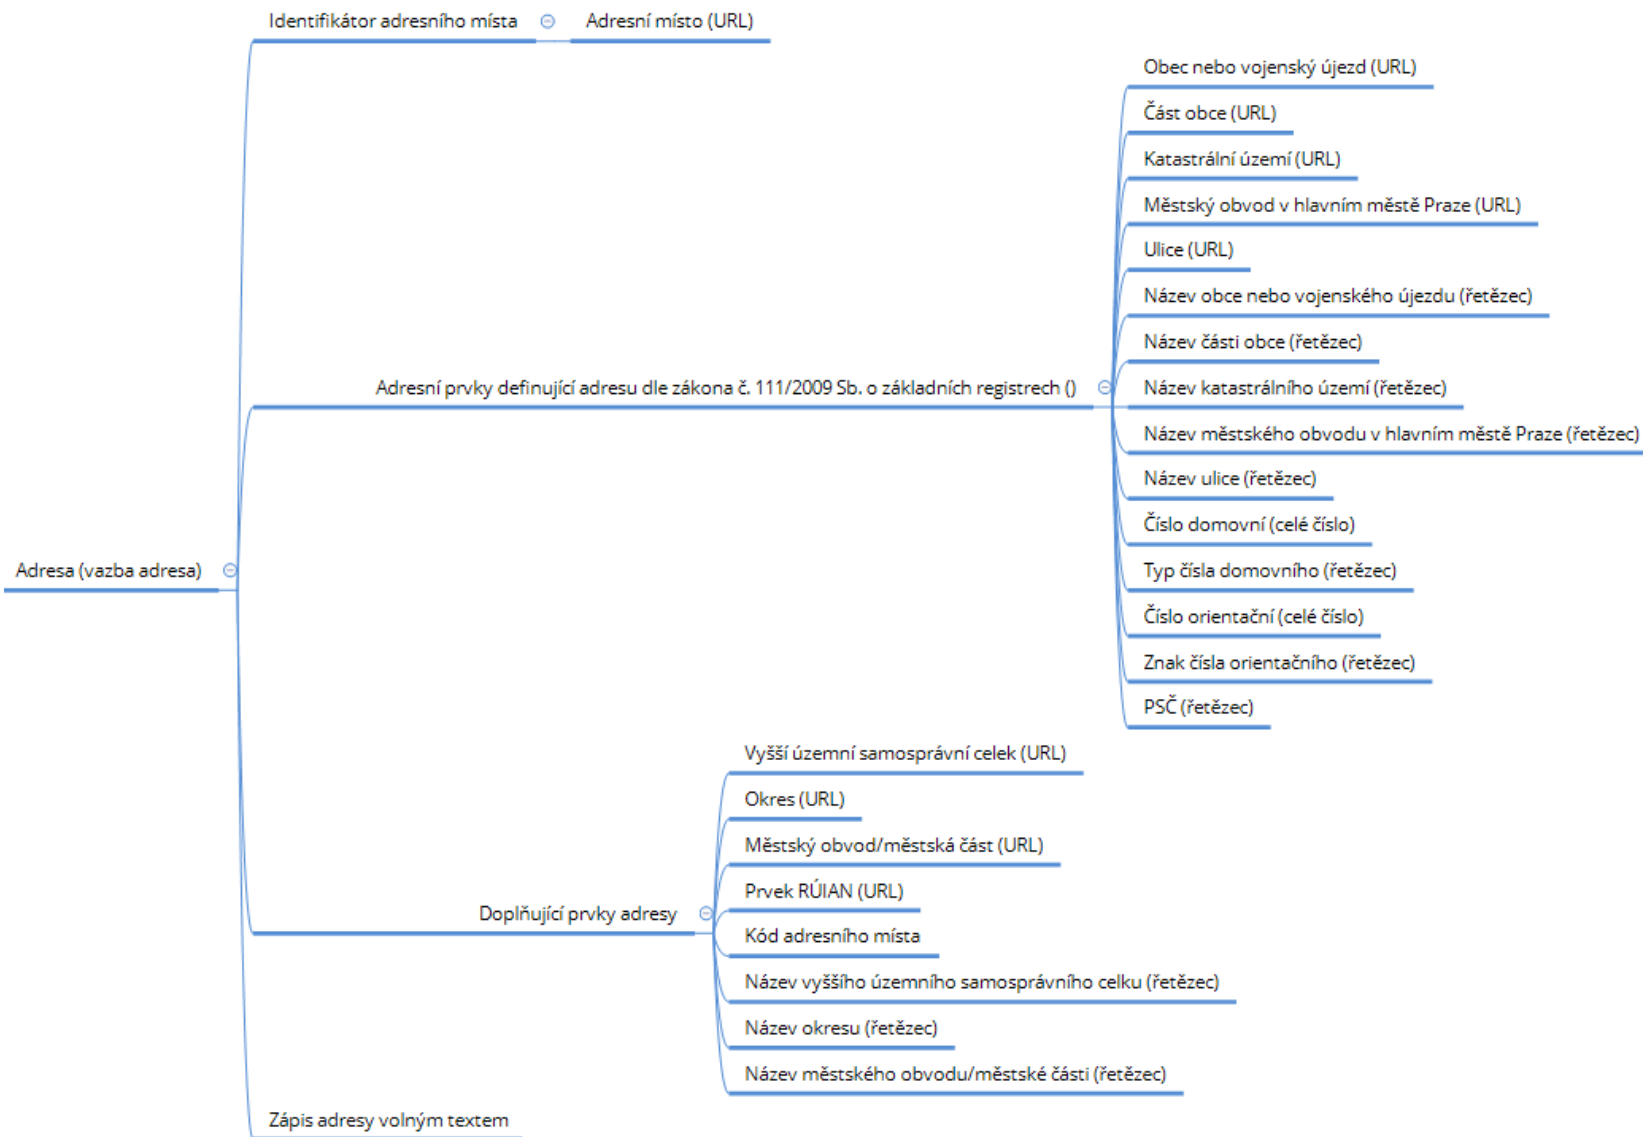 Identifikátor adresního místa
Adresní místo (URL)
Obec nebo vojenský újezd (URL)
Část obce (URL)
Katastrální území (URL)
Městský obvod v hlavním městě Praze (URL)
Ulice (URL)
Název obce nebo vojenského újezdu (řetězec)
Název části obce (řetězec)
Adresní prvky definující adresu dle zákona č. 111/2009 Sb. o základních registrech ()
Název katastrálního území (řetězec)
Název městského obvodu v hlavním městě Praze (řetězec)
Název ulice (řetězec)
Číslo domovní (celé číslo)
Adresa (vazba adresa)
Typ čísla domovního (řetězec)
Číslo orientační (celé číslo)
Znak čísla orientačního (řetězec)
PSČ (řetězec)
Vyšší územní samosprávní celek (URL)
Okres (URL)
Městský obvod/městská část (URL)
Prvek RÚIAN (URL)
Doplňující prvky adresy
Kód adresního místa
Název vyššího územního samosprávního celku (řetězec)
Název okresu (řetězec)
Název městského obvodu/městské části (řetězec)
Zápis adresy volným textem